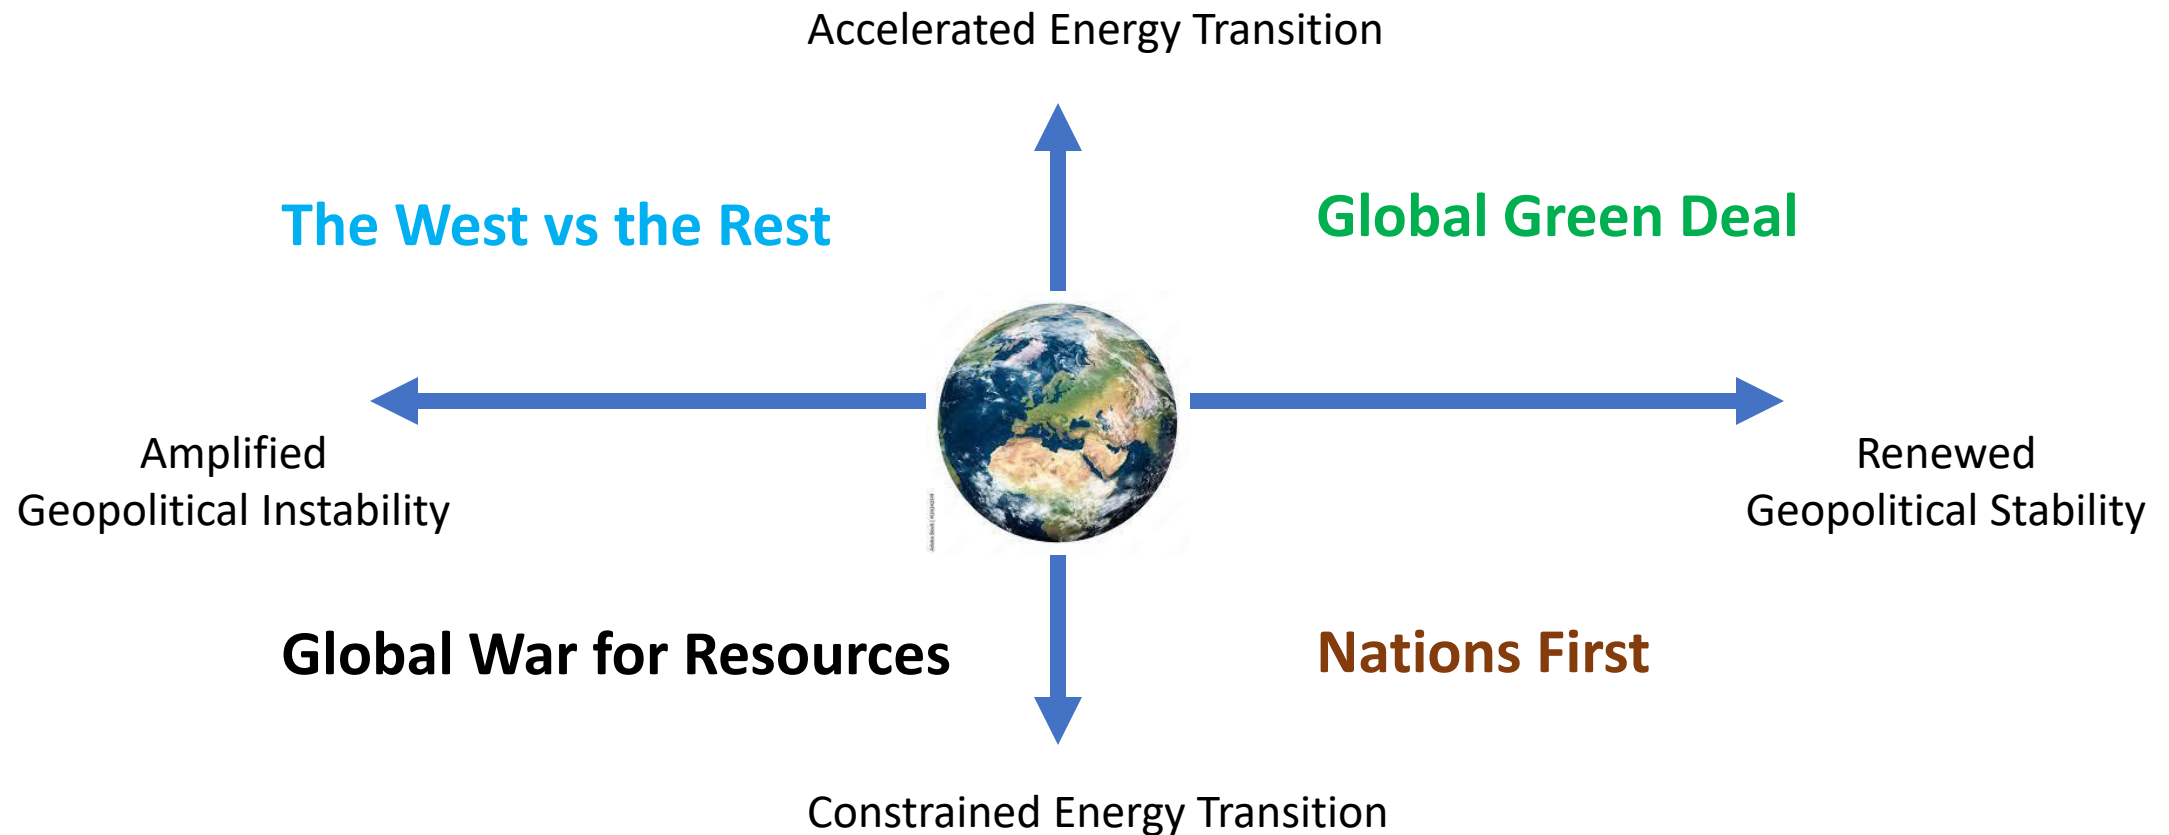 Accelerated Energy Transition
The West vs the Rest
Global Green Deal
Amplified
Geopolitical Instability
Renewed
Geopolitical Stability
Global War for Resources
Nations First
Constrained Energy Transition